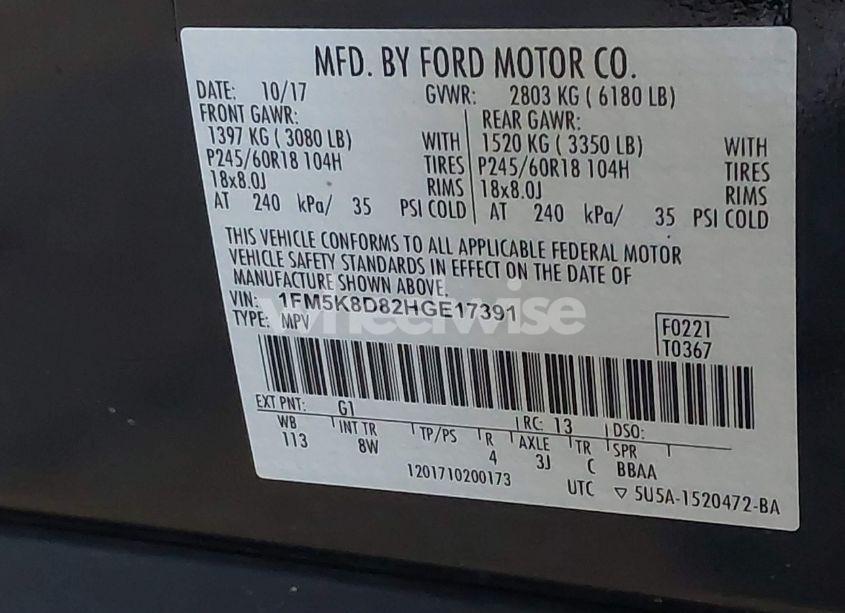 MFD. BY FORD MOTOR CO.
DATE: 10/17 GVWR: 2803 KG ( 6180 LB)
FRONT GAWR: REAR GAWR:
1397 KG ( 3080 LB) WITH 1520 KG ( 3350 LB) WITH
P245/60R18 104H TIRES P245/60R18 104H TIRES
18x8.0J RIMS 18x8.0J RIMS
AT 240 kPa/ 35 PSI COLD AT 240 kPa/ 35 PSI COLD
THIS VEHICLE CONFORMS TO ALL APPLICABLE FEDERAL MOTOR
VEHICLE SAFETY STANDARDS IN EFFECT ON THE DATE OF
MANUFACTURE SHOWN ABOVE.
VIN: 1FM5K8D82HGE17391
TYPE: MPV
wheelwise
F0221
T0367
EXT PNT: G1 RC: 13 DSO:
WB INT TR TP/PS R AXLE TR SPR
113 8W 4 3J C BBAA
1201710200173 UTC ▽ 5U5A-1520472-BA